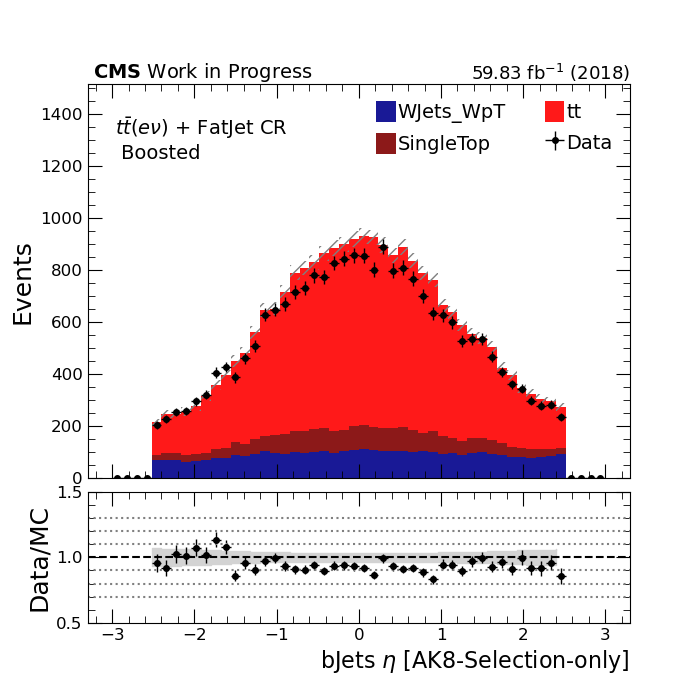 CMS Work in Progress 59.83 fb⁻¹ (2018)
tt̄(eν) + FatJet CR
Boosted
WJets_WpT tt
SingleTop Data
Events
1400
1200
1000
800
600
400
200
0
Data/MC
1.5
1.0
0.5
−3 −2 −1 0 1 2 3
bJets η [AK8-Selection-only]